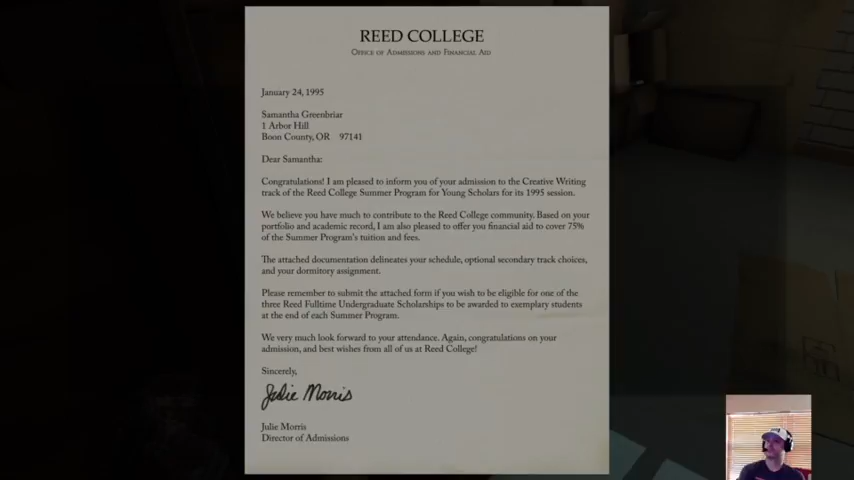 REED COLLEGE
Office of Admissions and Financial Aid
January 24, 1995
Samantha Greenbriar
1 Arbor Hill
Boon County, OR 97141
Dear Samantha:
Congratulations! I am pleased to inform you of your admission to the Creative Writing
track of the Reed College Summer Program for Young Scholars for its 1995 session.
We believe you have much to contribute to the Reed College community. Based on your
portfolio and academic record, I am also pleased to offer you financial aid to cover 75%
of the Summer Program's tuition and fees.
The attached documentation delineates your schedule, optional secondary track choices,
and your dormitory assignment.
Please remember to submit the attached form if you wish to be eligible for one of the
three Reed Fulltime Undergraduate Scholarships to be awarded to exemplary students
at the end of each Summer Program.
We very much look forward to your attendance. Again, congratulations on your
admission, and best wishes from all of us at Reed College!
Sincerely,
Julie Morris
Julie Morris
Director of Admissions